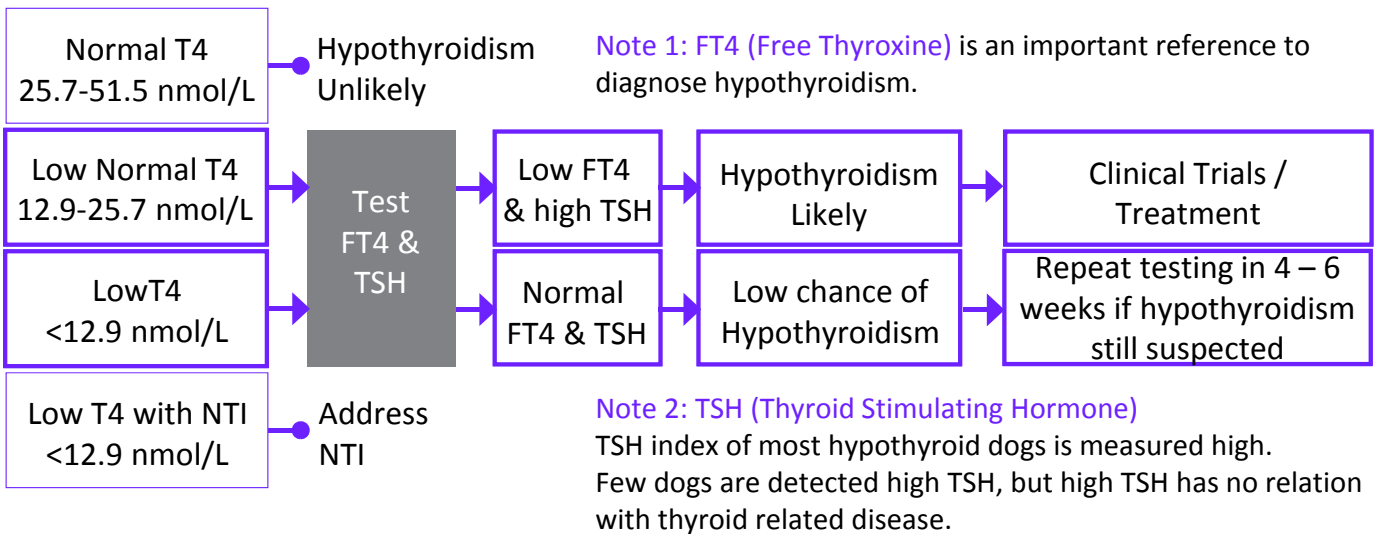 Normal T4
25.7-51.5 nmol/L
Hypothyroidism
Unlikely
Note 1: FT4 (Free Thyroxine) is an important reference to
diagnose hypothyroidism.
Low Normal T4
12.9-25.7 nmol/L
LowT4
<12.9 nmol/L
Test
FT4 &
TSH
Low FT4
& high TSH
Hypothyroidism
Likely
Clinical Trials /
Treatment
Normal
FT4 & TSH
Low chance of
Hypothyroidism
Repeat testing in 4 – 6
weeks if hypothyroidism
still suspected
Low T4 with NTI
<12.9 nmol/L
Address
NTI
Note 2: TSH (Thyroid Stimulating Hormone)
TSH index of most hypothyroid dogs is measured high.
Few dogs are detected high TSH, but high TSH has no relation
with thyroid related disease.